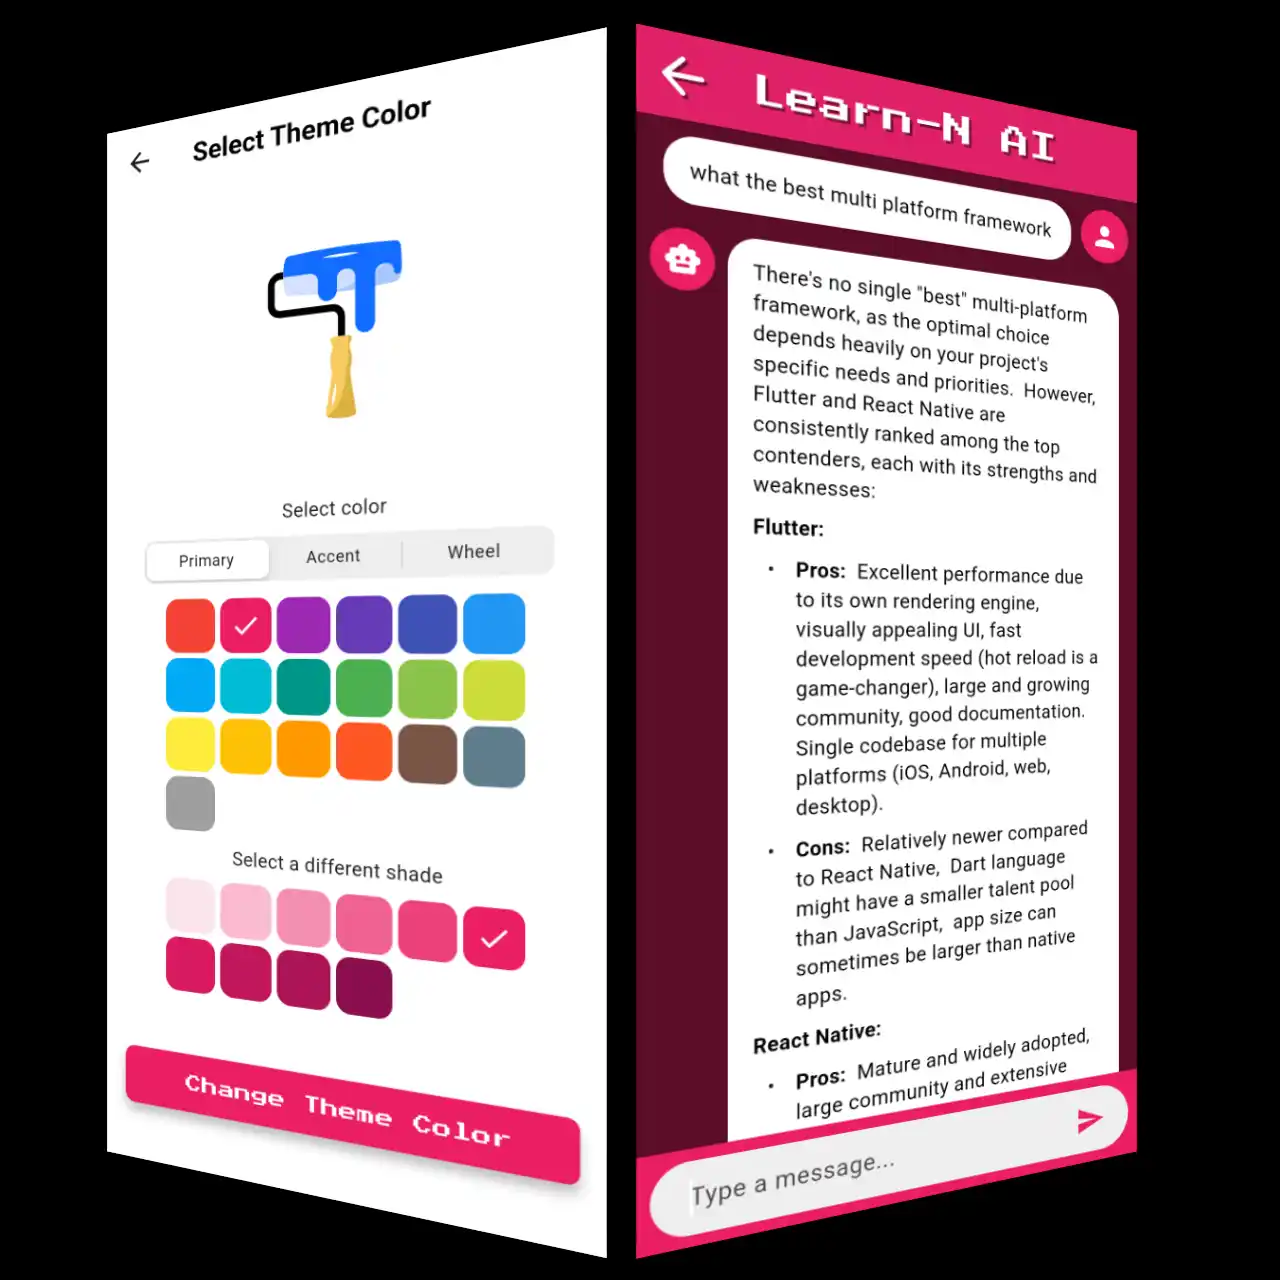 Select Theme Color
Select color
Primary
Accent
Wheel
Select a different shade
Change Theme Color
Learn-N AI
what the best multi platform framework
There's no single "best" multi-platform
framework, as the optimal choice
depends heavily on your project's
specific needs and priorities. However,
Flutter and React Native are
consistently ranked among the top
contenders, each with its strengths and
weaknesses:
Flutter:
• Pros: Excellent performance due
to its own rendering engine,
visually appealing UI, fast
development speed (hot reload is a
game-changer), large and growing
community, good documentation.
Single codebase for multiple
platforms (iOS, Android, web,
desktop).
• Cons: Relatively newer compared
to React Native, Dart language
might have a smaller talent pool
than JavaScript, app size can
sometimes be larger than native
apps.
React Native:
• Pros: Mature and widely adopted,
large community and extensive
Type a message...